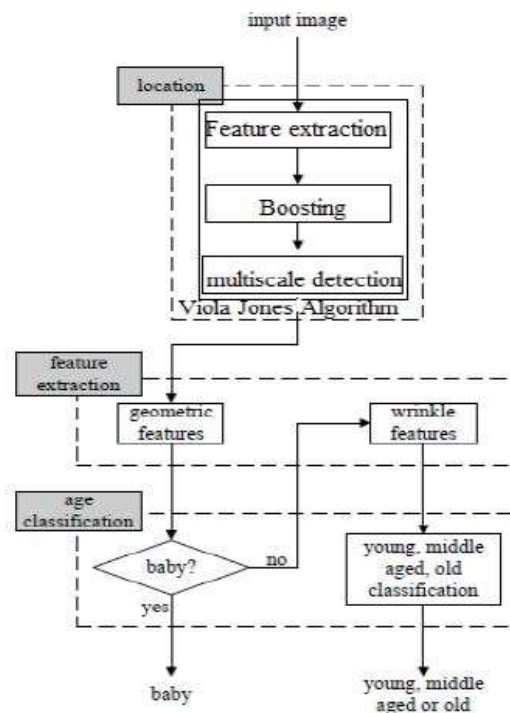 input image
location
Feature extraction
Boosting
multiscale detection
Viola Jones Algorithm
feature
extraction
geometric
features
wrinkle
features
age
classification
baby?
no
yes
young, middle
aged, old
classification
baby
young, middle
aged or old